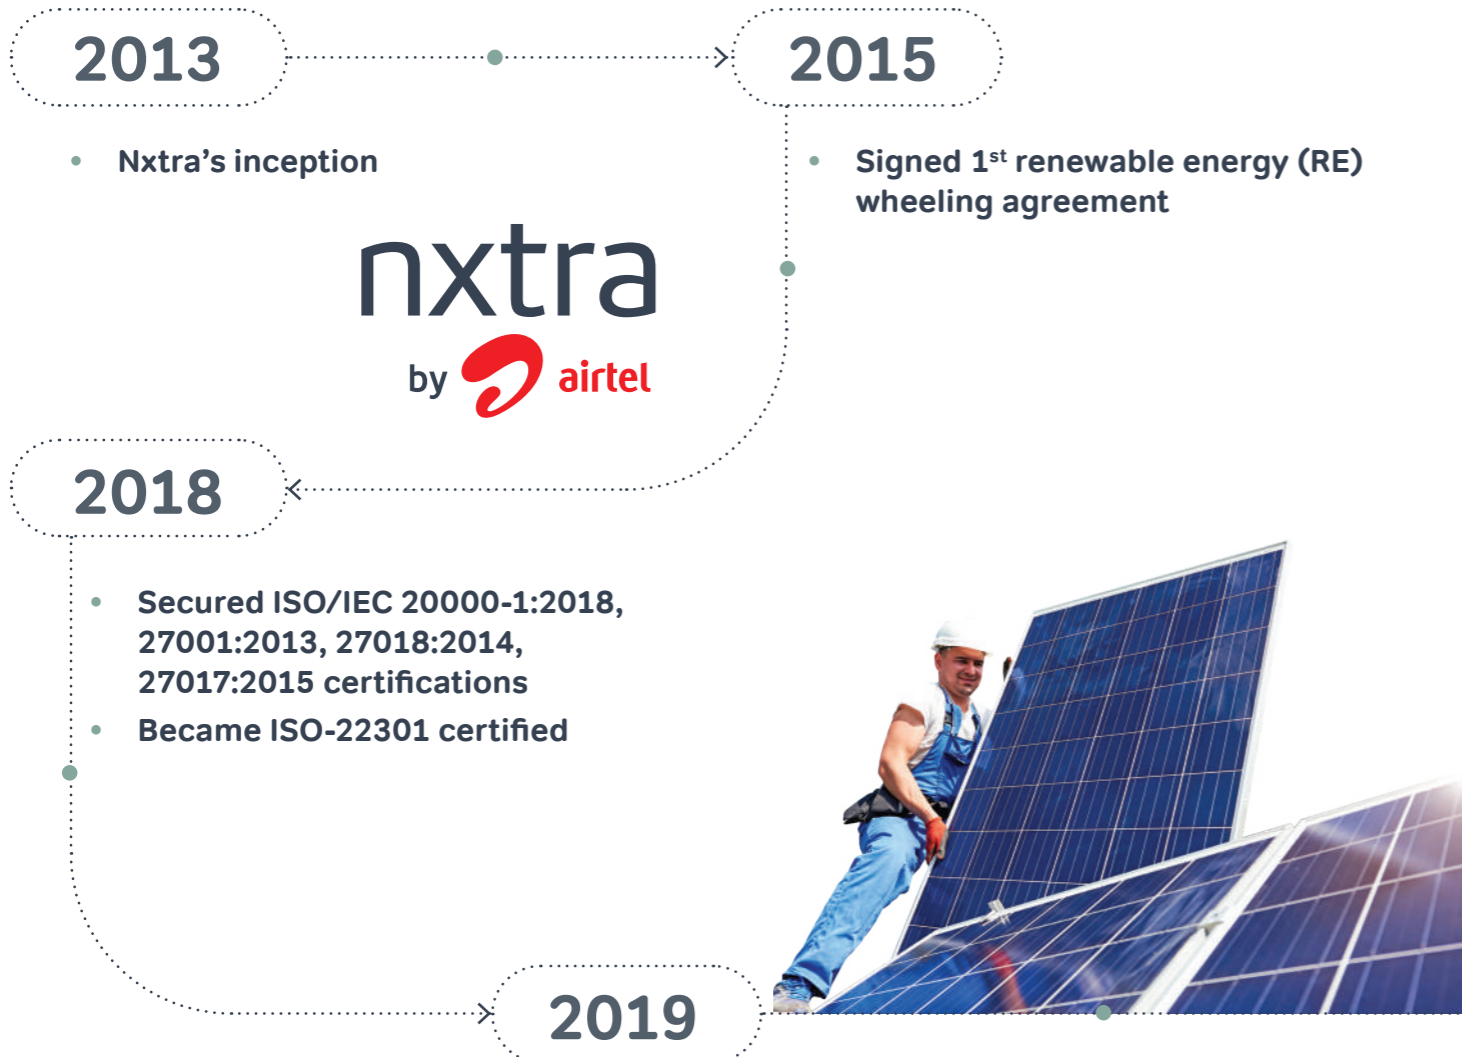 2013
2015
Nxtra’s inception
Signed 1st renewable energy (RE)
wheeling agreement
nxtra
by airtel
2018
Secured ISO/IEC 20000-1:2018,
27001:2013, 27018:2014,
27017:2015 certifications
Became ISO-22301 certified
2019